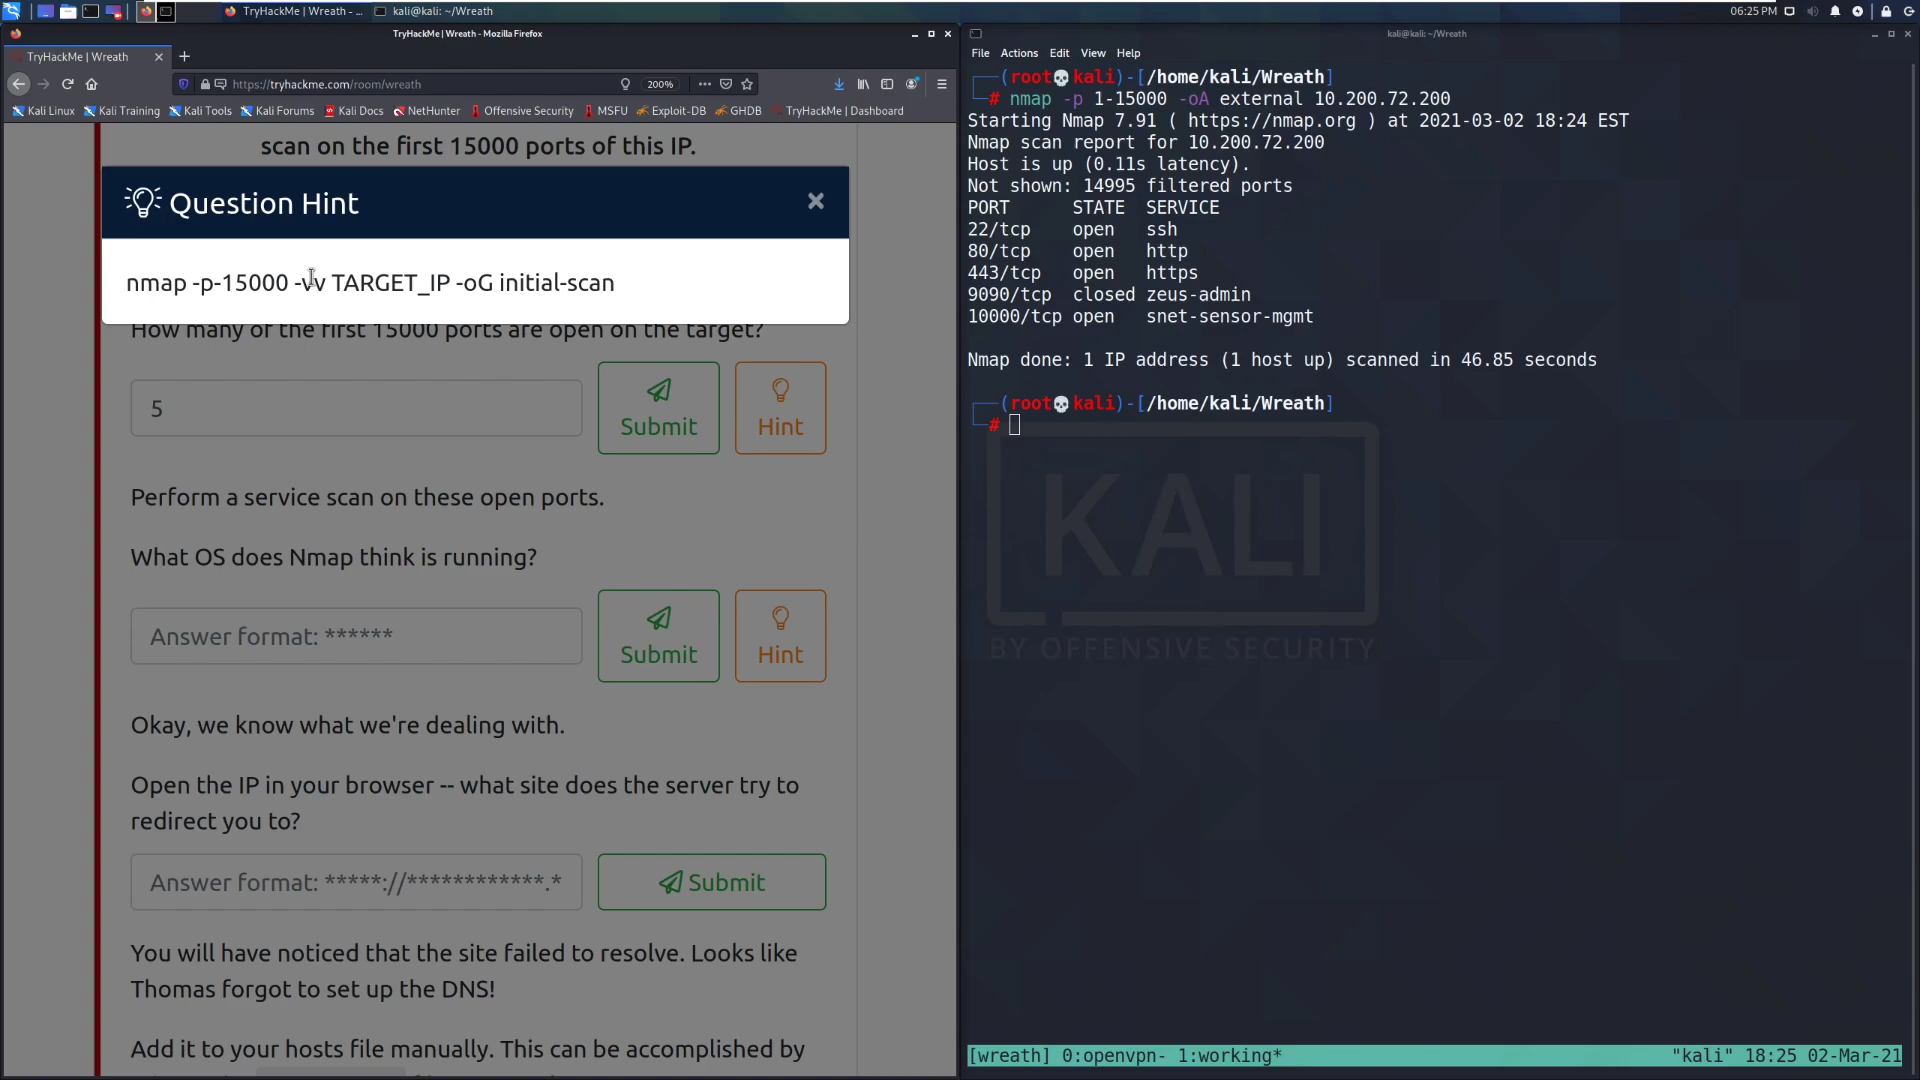 TryHackMe | Wreath - ...
kali@kali: ~/Wreath
06:25 PM
TryHackMe | Wreath - Mozilla Firefox
TryHackMe | Wreath
https://tryhackme.com/room/wreath
200%
Kali Linux
Kali Training
Kali Tools
Kali Forums
Kali Docs
NetHunter
Offensive Security
MSFU
Exploit-DB
GHDB
TryHackMe | Dashboard
scan on the first 15000 ports of this IP.
Question Hint
nmap -p-15000 -vv TARGET_IP -oG initial-scan
How many of the first 15000 ports are open on the target?
5
Submit
Hint
Perform a service scan on these open ports.
What OS does Nmap think is running?
Answer format: ******
Submit
Hint
Okay, we know what we're dealing with.
Open the IP in your browser -- what site does the server try to
redirect you to?
Answer format: *****://************.*
Submit
You will have noticed that the site failed to resolve. Looks like
Thomas forgot to set up the DNS!
Add it to your hosts file manually. This can be accomplished by
kali@kali: ~/Wreath
File Actions Edit View Help
(root💀kali)-[/home/kali/Wreath]
# nmap -p 1-15000 -oA external 10.200.72.200
Starting Nmap 7.91 ( https://nmap.org ) at 2021-03-02 18:24 EST
Nmap scan report for 10.200.72.200
Host is up (0.11s latency).
Not shown: 14995 filtered ports
PORT STATE SERVICE
22/tcp open ssh
80/tcp open http
443/tcp open https
9090/tcp closed zeus-admin
10000/tcp open snet-sensor-mgmt
Nmap done: 1 IP address (1 host up) scanned in 46.85 seconds
(root💀kali)-[/home/kali/Wreath]
#
KALI
BY OFFENSIVE SECURITY
[wreath] 0:openvpn- 1:working* "kali" 18:25 02-Mar-21